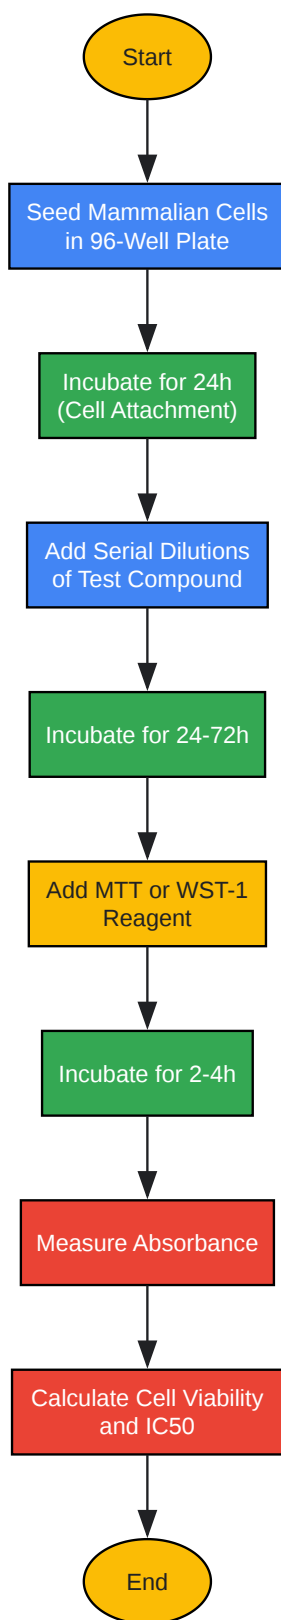 Start
Seed Mammalian Cells
in 96-Well Plate
Incubate for 24h
(Cell Attachment)
Add Serial Dilutions
of Test Compound
Incubate for 24-72h
Add MTT or WST-1
Reagent
Incubate for 2-4h
Measure Absorbance
Calculate Cell Viability
and IC50
End